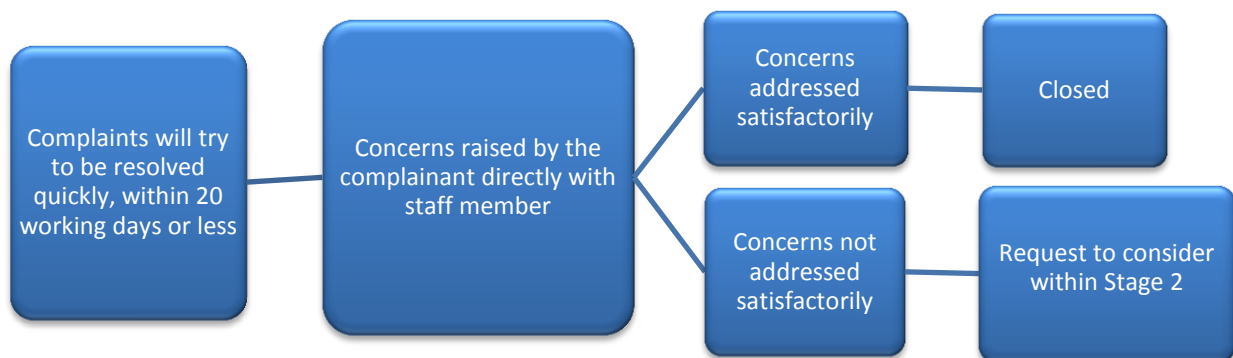 Complaints will try
to be resolved
quickly, within 20
working days or less
Concerns raised by the
complainant directly with
staff member
Concerns
addressed
satisfactorily
Closed
Concerns not
addressed
satisfactorily
Request to consider
within Stage 2